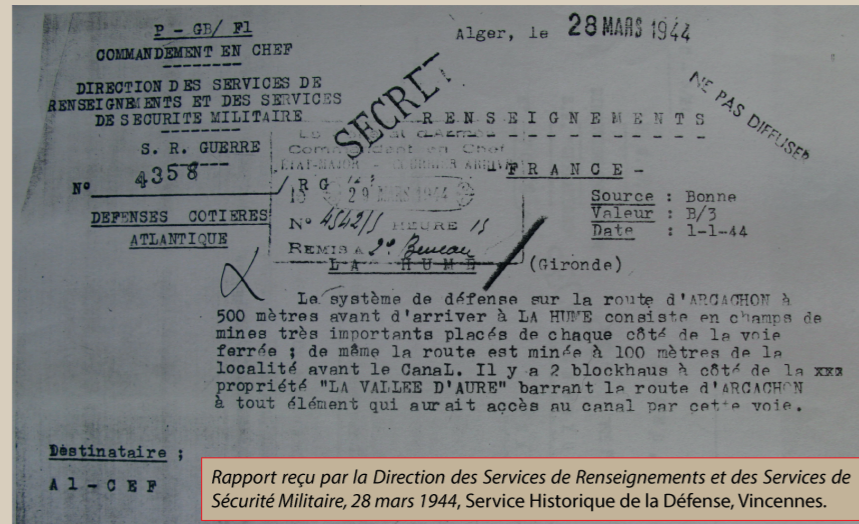 P - GB/ F1
COMMANDEMENT EN CHEF
DIRECTION DES SERVICES DE
RENSEIGNEMENTS ET DES SERVICES
DE SECURITE MILITAIRE
S. R. GUERRE
N° 4358
DEFENSES COTIERES
ATLANTIQUE
Alger, le 28 MARS 1944
SECRET
NE PAS DIFFUSER
RENSEIGNEMENTS
Commandant en Chef
29 MARS 1944
N° 4542/S HEURE 15
REMIS A 2° Bureau
FRANCE -
Source : Bonne
Valeur : B/3
Date : 1-1-44
LA HUME (Gironde)
Le système de défense sur la route d'ARCACHON à
500 mètres avant d'arriver à LA HUME consiste en champs de
mines très importants placés de chaque côté de la voie
ferrée ; de même la route est minée à 100 mètres de la
localité avant le CanaL. Il y a 2 blockhaus à côté de la xxx
propriété "LA VALLEE D'AURE" barrant la route d'ARCACHON
à tout élément qui aurait accès au canal par cette voie.
Destinataire ;
A1 - C E F
Rapport reçu par la Direction des Services de Renseignements et des Services de
Sécurité Militaire, 28 mars 1944, Service Historique de la Défense, Vincennes.